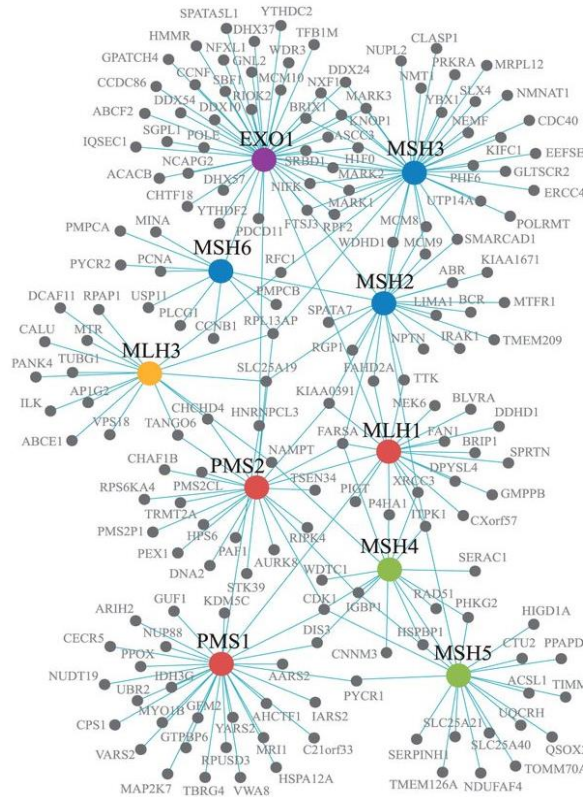 YTHDC2
SPATA5L1
DHX37
TFB1M
HMMR
NFXL1
WDR3
CLASP1
GPATCH4
GNL2
DDX24
NUPL2
PRKRA
MRPL12
CCNF
SBF1
MCM10
NXF1
NMT1
CCDC86
RIOK2
MARK3
SLX4
NMNAT1
DDX54
DDX10
BRIX1
YBX1
ABCF2
KNOP1
NEMF
CDC40
SGPL1
POLE
EXO1
ASCC3
MSH3
IQSEC1
KIFC1
NCAPG2
SRBD1
H1F0
EEFSE
ACACB
MARK2
PHF6
GLTSCR2
DHX57
NIFK
CHTF18
MARK1
UTP14A
ERCC4
YTHDF2
FTSJ3
RPF2
MCM8
POLRMT
PDCD11
WDHD1
MINA
SMARCAD1
PMPCA
MSH6
RFC1
MCM9
KIAA1671
PCNA
MSH2
ABR
PYCR2
PMPCB
LIMA1
BCR
DCAF11
RPAP1
USP11
SPATA7
MTFR1
PLCG1
CCNB1
CALU
MTR
RPL13AP
NPTN
IRAK1
MLH3
RGP1
TMEM209
TUBG1
PANK4
SLC25A19
FAHD2A
AP1G2
KIAA0391
TTK
ILK
CHCHD4
NEK6
BLVRA
VPS18
HNRNPCL3
DDHD1
ABCE1
TANGO6
FARSA
MLH1
FAN1
BRIP1
NAMPT
CHAF1B
PMS2
SPRTN
TSEN34
DPYSL4
RPS6KA4
PMS2CL
PIGT
XRCC3
GMPPB
TRMT2A
P4HA1
CXorf57
PMS2P1
HPS6
RIPK4
ITPK1
PEX1
PAF1
MSH4
AURK8
SERAC1
DNA2
WDTC1
STK39
RAD51
GUF1
KDM5C
CDK1
IGBP1
PHKG2
ARIH2
HIGD1A
NUP88
PMS1
DIS3
HSPBP1
CECR5
MSH5
CTU2
PPAPD
PPOX
CNNM3
IDH3G
AARS2
NUDT19
ACSL1
TIMM
UBR2
PYCR1
GFM2
MYO1B
AHCTF1
IARS2
UQCRH
CPS1
YARS2
SLC25A21
GTPBP6
SLC25A40
QSOX
VARS2
MRI1
C21orf33
SERPINH1
RPUSD3
TOMM70A
MAP2K7
HSPA12A
TMEM126A
NDUFAF4
TBRG4
VWA8